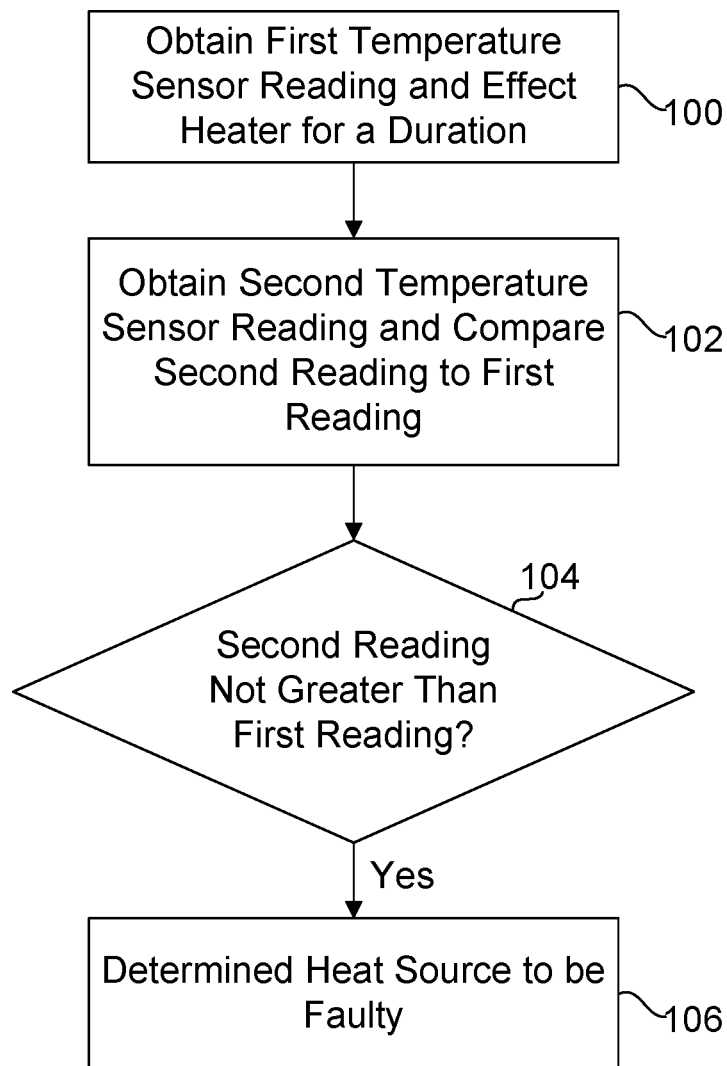 Obtain First Temperature
Sensor Reading and Effect
Heater for a Duration
100
Obtain Second Temperature
Sensor Reading and Compare
Second Reading to First
Reading
102
104
Second Reading
Not Greater Than
First Reading?
Yes
Determined Heat Source to be
Faulty
106